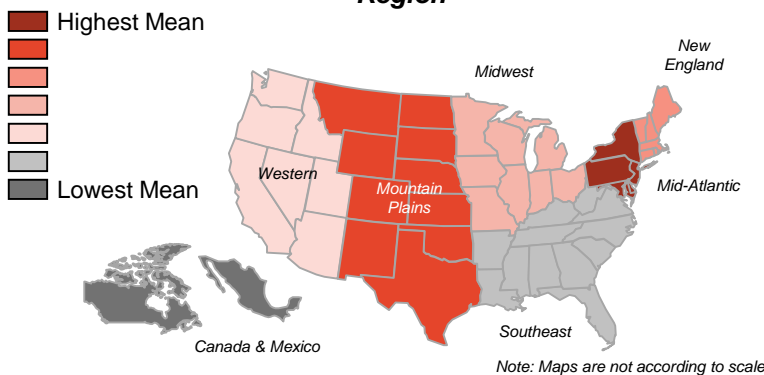 Region
Highest Mean
Lowest Mean
New
England
Midwest
Western
Mountain
Plains
Mid-Atlantic
Southeast
Canada & Mexico
Note: Maps are not according to scale